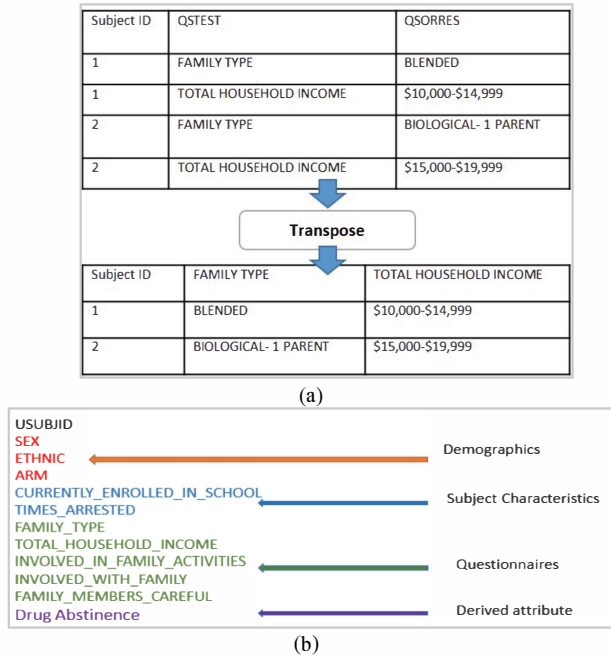 Subject ID QSTEST QSORRES
1 FAMILY TYPE BLENDED
1 TOTAL HOUSEHOLD INCOME $10,000-$14,999
2 FAMILY TYPE BIOLOGICAL- 1 PARENT
2 TOTAL HOUSEHOLD INCOME $15,000-$19,999
Transpose
Subject ID FAMILY TYPE TOTAL HOUSEHOLD INCOME
1 BLENDED $10,000-$14,999
2 BIOLOGICAL- 1 PARENT $15,000-$19,999
(a)
USUBJID
SEX
ETHNIC
ARM
Demographics
CURRENTLY_ENROLLED_IN_SCHOOL
TIMES_ARRESTED
Subject Characteristics
FAMILY_TYPE
TOTAL_HOUSEHOLD_INCOME
INVOLVED_IN_FAMILY_ACTIVITIES
INVOLVED_WITH_FAMILY
FAMILY_MEMBERS_CAREFUL
Questionnaires
Drug Abstinence
Derived attribute
(b)